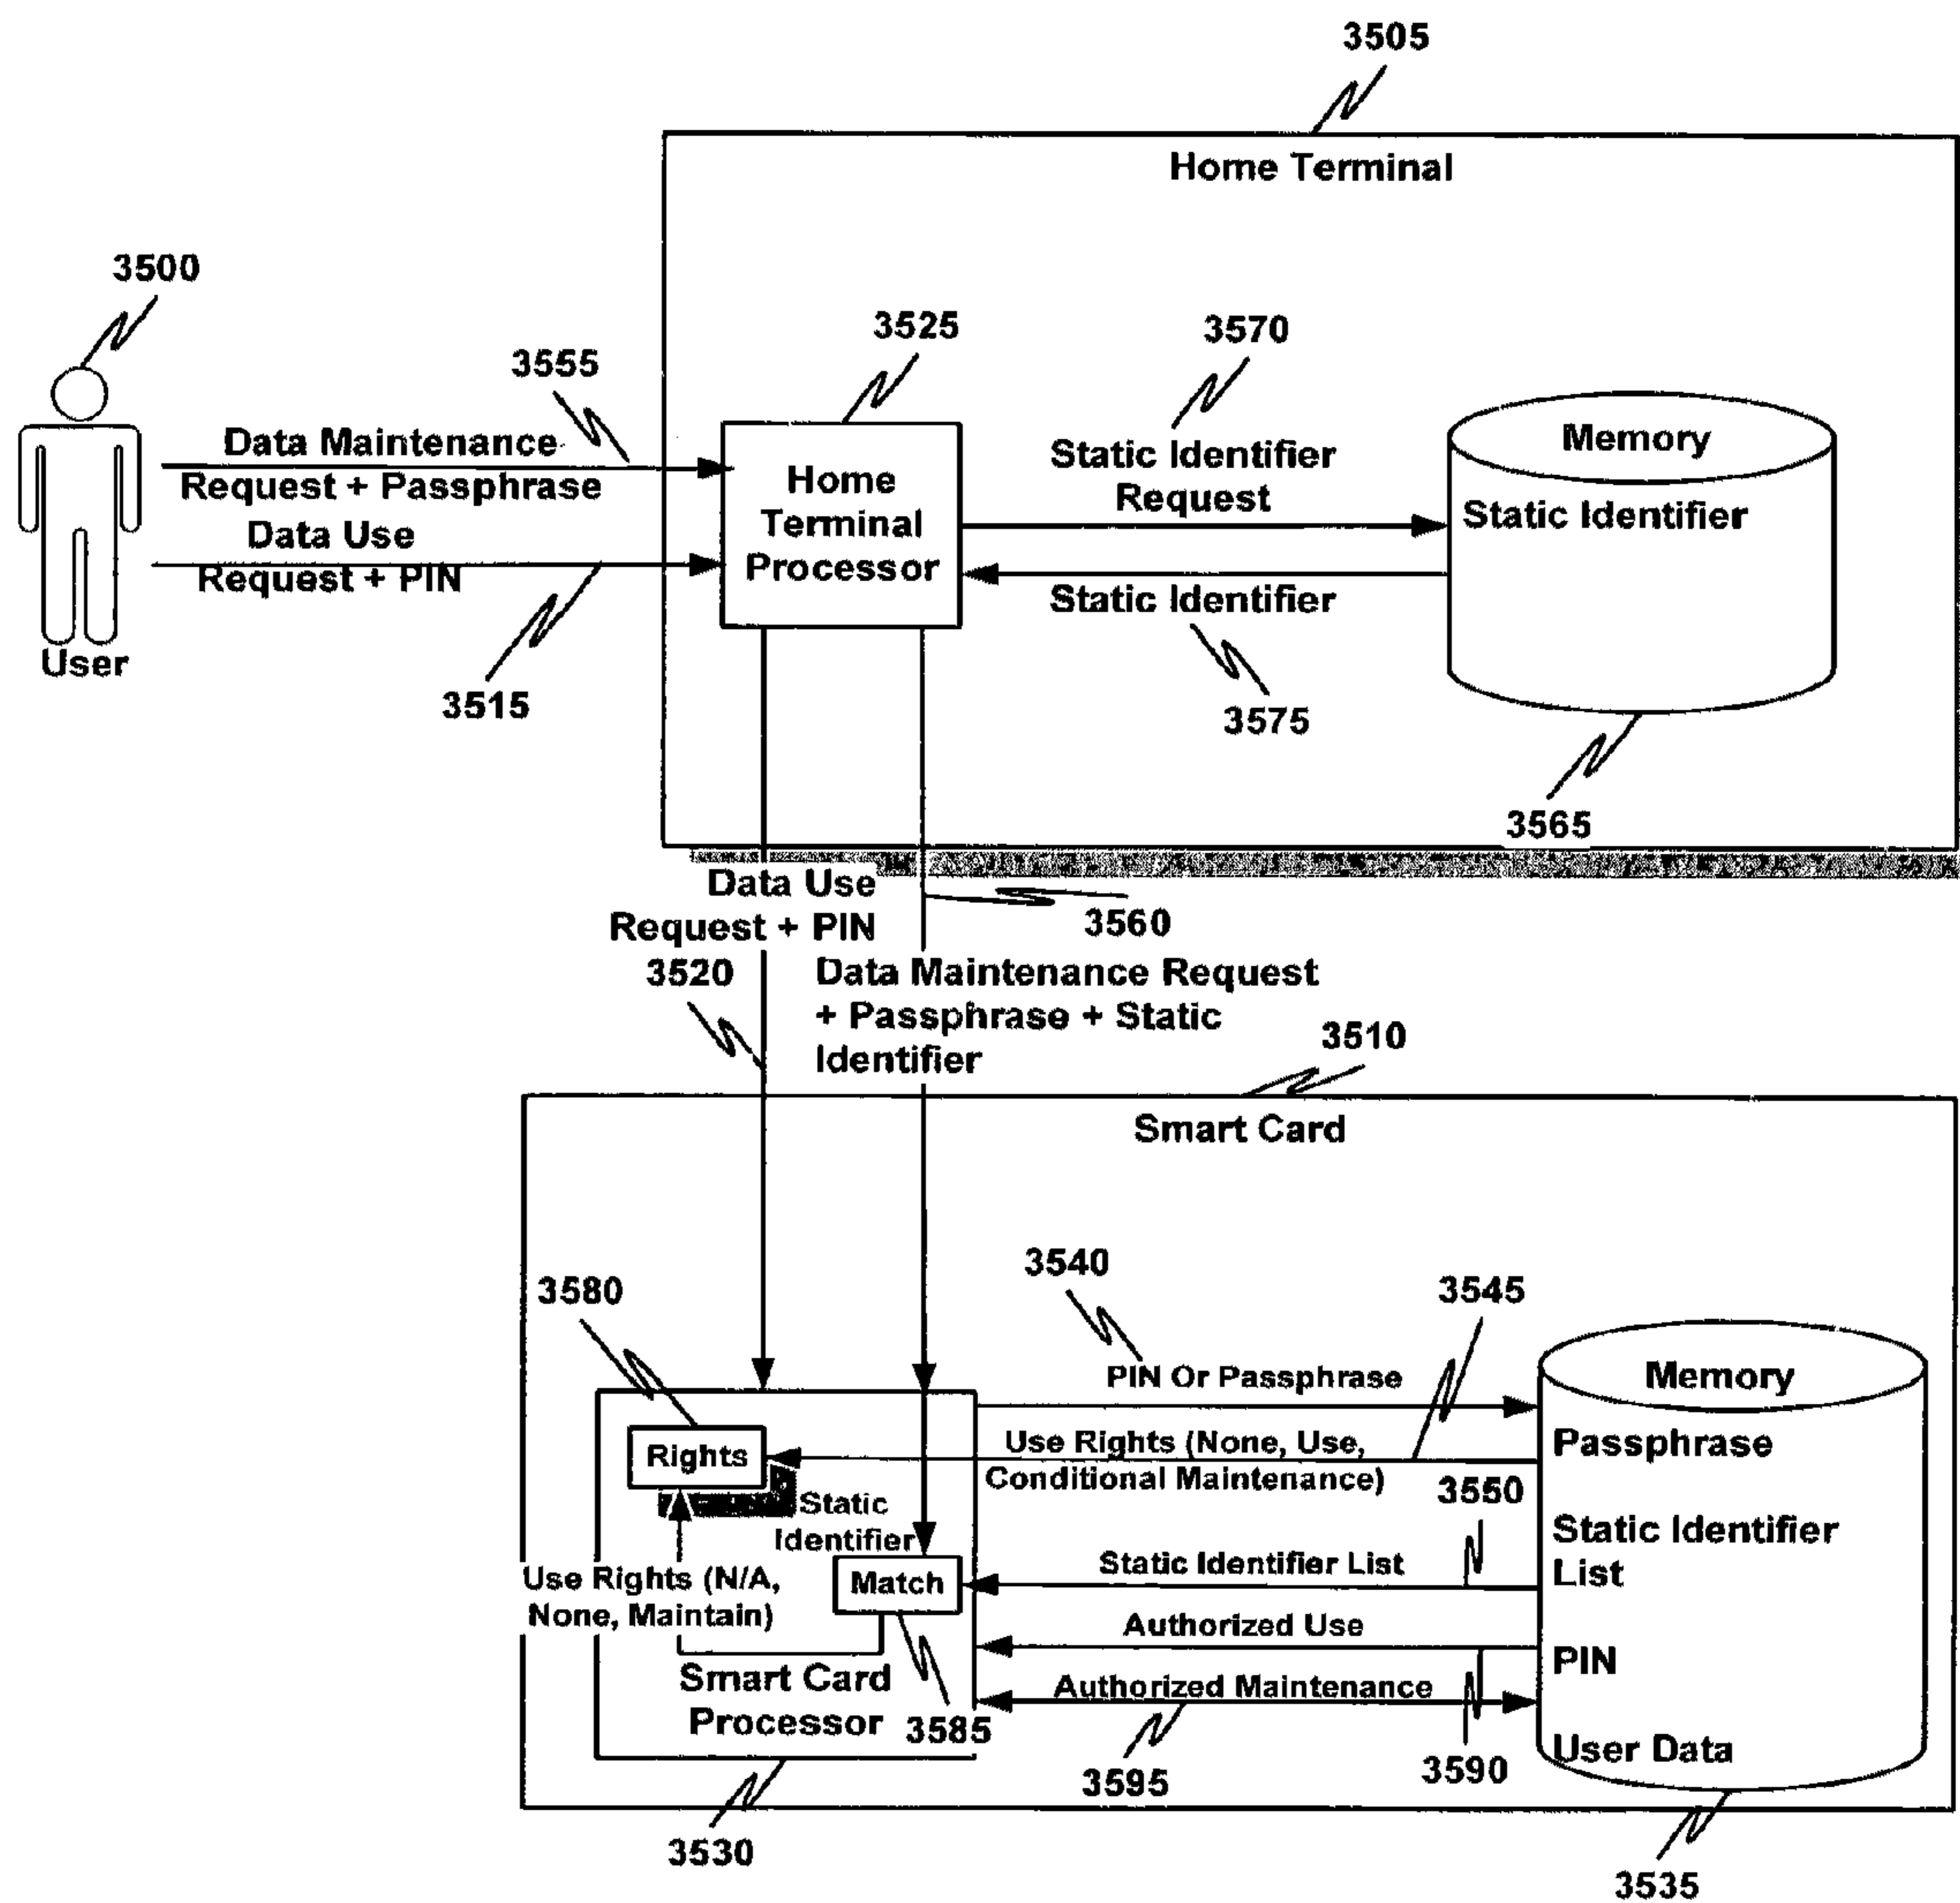 3505
Home Terminal
3500
3525
3570
3555
Data Maintenance
Request + Passphrase
Data Use
Request + PIN
User
3515
Home
Terminal
Processor
Static Identifier
Request
Static Identifier
3575
Memory
Static Identifier
3565
Data Use
Request + PIN
3520
3560
Data Maintenance Request
+ Passphrase + Static
Identifier
3510
Smart Card
3580
3540
3545
PIN Or Passphrase
Rights
Use Rights (None, Use,
Conditional Maintenance)
3550
Static
Identifier
Use Rights (N/A,
None, Maintain)
Match
Static Identifier List
Authorized Use
Authorized Maintenance
Smart Card
Processor
3585
3595
3590
Memory
Passphrase
Static Identifier
List
PIN
User Data
3530
3535